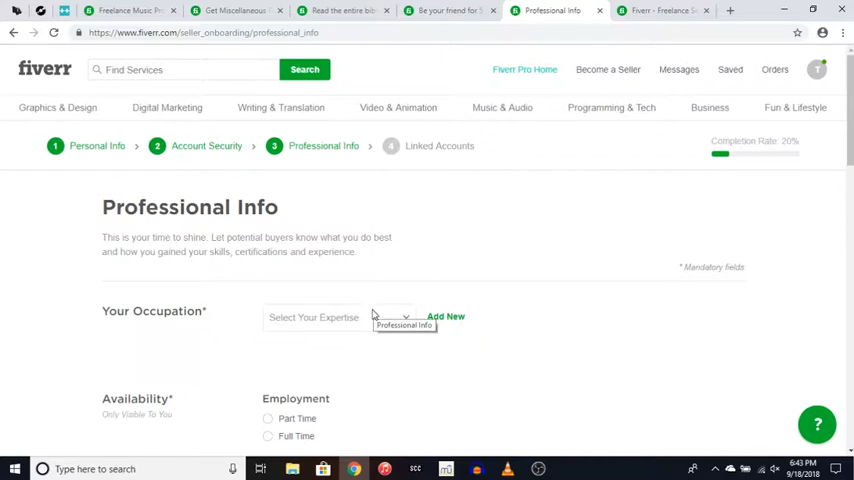 Freelance Music Pro
Get Miscellaneous
Read the entire bib
Be your friend for 5
Professional Info
Fiverr - Freelance Se
https://www.fiverr.com/seller_onboarding/professional_info
fiverr
Find Services
Search
Fiverr Pro Home
Become a Seller
Messages
Saved
Orders
T
Graphics & Design
Digital Marketing
Writing & Translation
Video & Animation
Music & Audio
Programming & Tech
Business
Fun & Lifestyle
1 Personal Info
2 Account Security
3 Professional Info
4 Linked Accounts
Completion Rate: 20%
Professional Info
This is your time to shine. Let potential buyers know what you do best
and how you gained your skills, certifications and experience.
* Mandatory fields
Your Occupation*
Select Your Expertise
Add New
Professional Info
Availability*
Only Visible To You
Employment
Part Time
Full Time
?
Type here to search
SCC
6:43 PM
9/18/2018